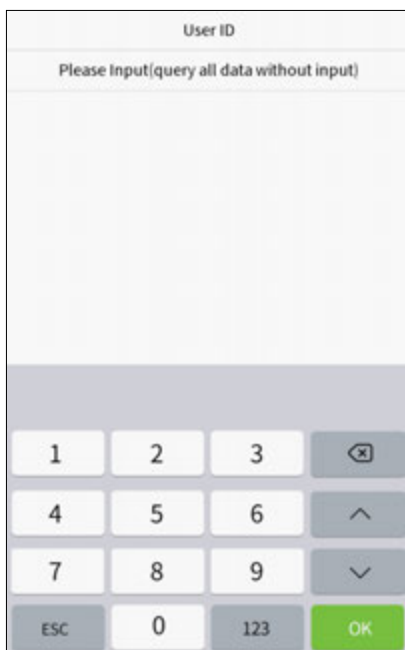 User ID
Please Input(query all data without input)
1 2 3
4 5 6
7 8 9
ESC 0 123 OK